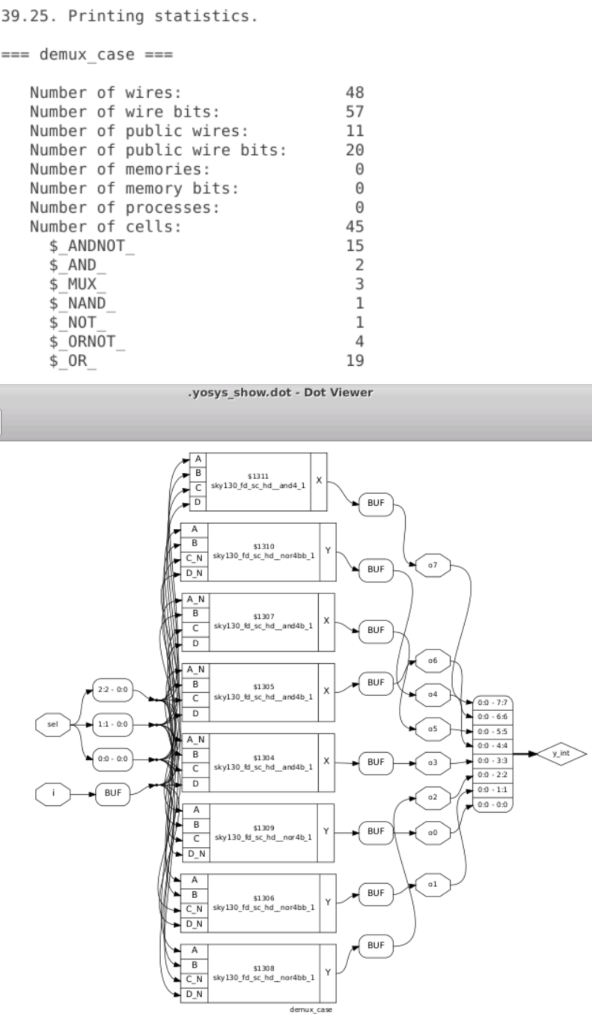 39.25. Printing statistics.
=== demux_case ===
Number of wires: 48
Number of wire bits: 57
Number of public wires: 11
Number of public wire bits: 20
Number of memories: 0
Number of memory bits: 0
Number of processes: 0
Number of cells: 45
$_ANDNOT_ 15
$_AND_ 2
$_MUX_ 3
$_NAND_ 1
$_NOT_ 1
$_ORNOT_ 4
$_OR_ 19
.yosys_show.dot - Dot Viewer
A
B
C
D
$1311
sky130_fd_sc_hd__and4_1
X
BUF
A
B
C_N
D_N
$1310
sky130_fd_sc_hd__nor4bb_1
Y
BUF
o7
A_N
B
C
D
$1307
sky130_fd_sc_hd__and4b_1
X
BUF
A_N
B
C
D
$1305
sky130_fd_sc_hd__and4b_1
X
BUF
o6
o4
o5
sel
2:2 - 0:0
1:1 - 0:0
0:0 - 0:0
i
BUF
A_N
B
C
D
$1304
sky130_fd_sc_hd__and4b_1
X
BUF
o3
0:0 - 7:7
0:0 - 6:6
0:0 - 5:5
0:0 - 4:4
0:0 - 3:3
0:0 - 2:2
0:0 - 1:1
0:0 - 0:0
y_int
A
B
C
D_N
$1309
sky130_fd_sc_hd__nor4b_1
Y
BUF
o2
o0
A
B
C_N
D_N
$1306
sky130_fd_sc_hd__nor4bb_1
Y
BUF
o1
A
B
C_N
D_N
$1308
sky130_fd_sc_hd__nor4bb_1
Y
BUF
demux_case